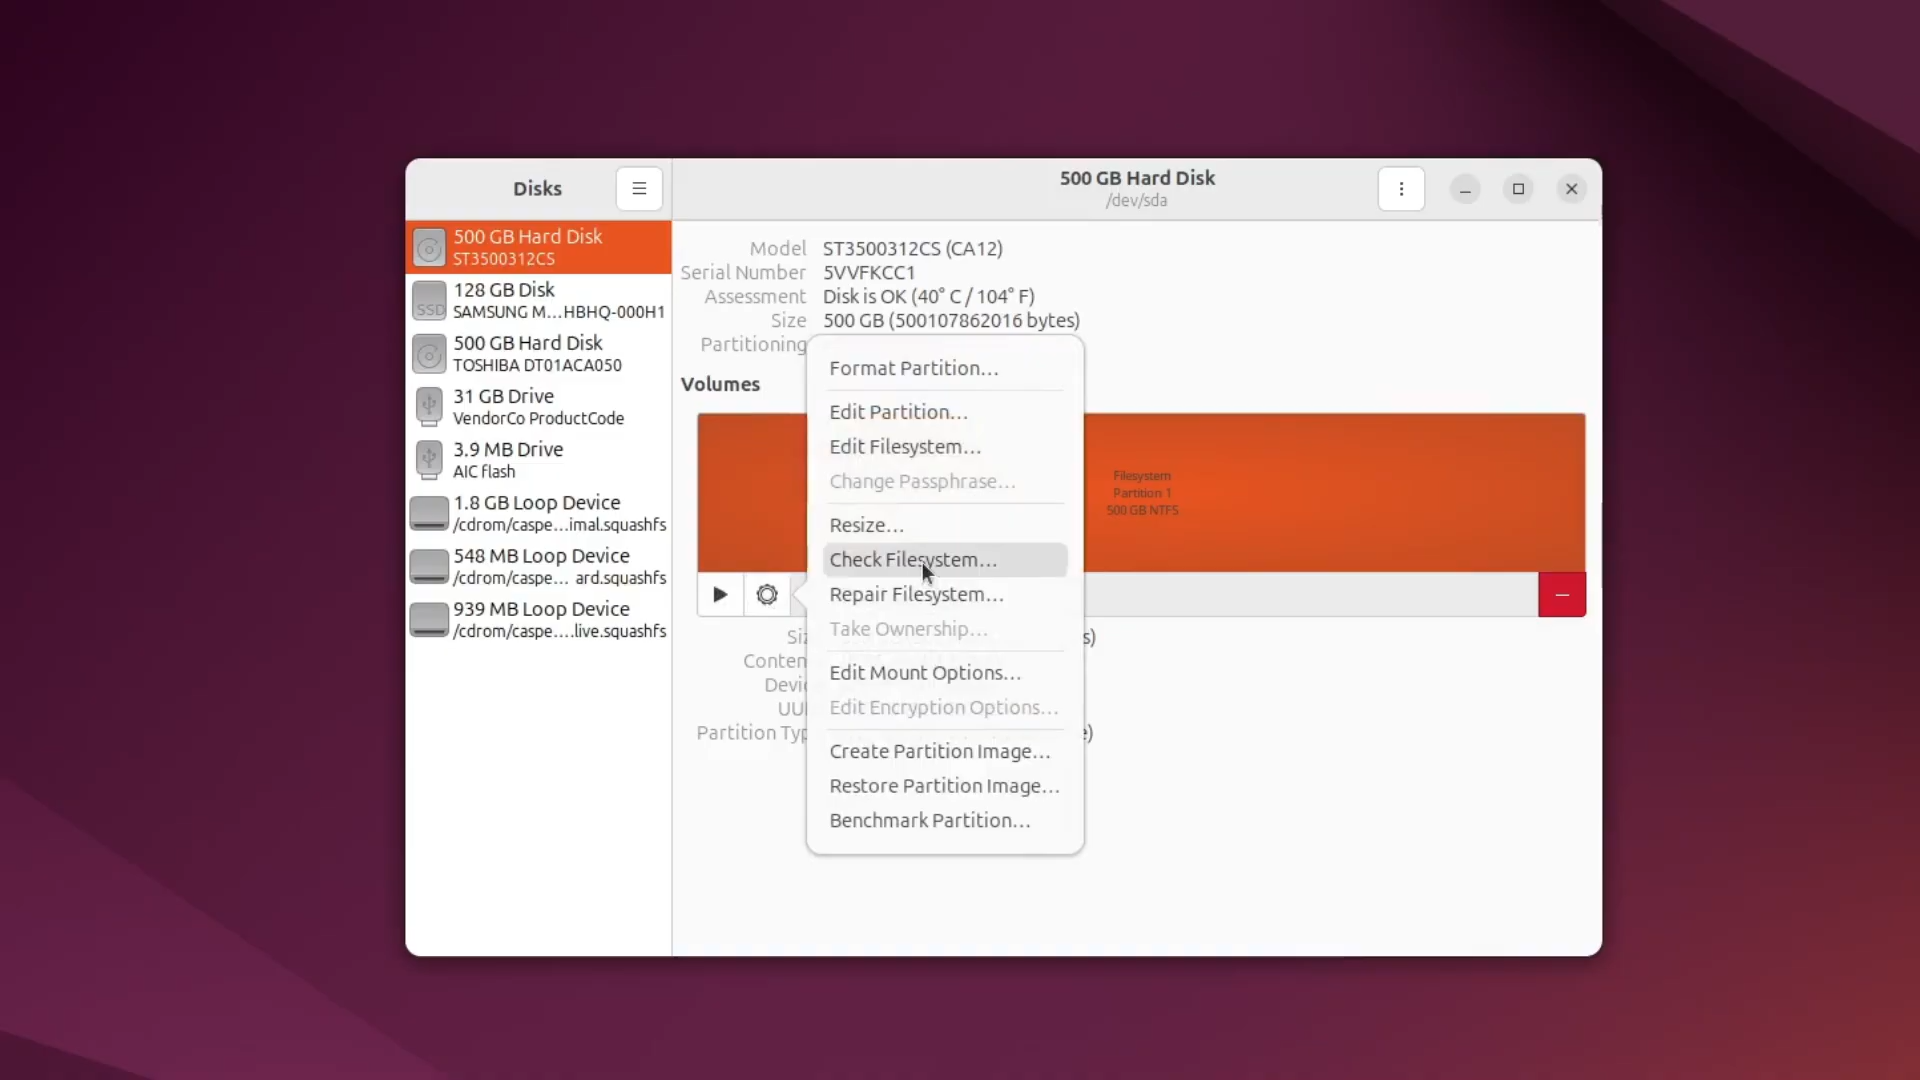 Disks
500 GB Hard Disk
/dev/sda
500 GB Hard Disk
ST3500312CS
128 GB Disk
SSD
SAMSUNG M...HBHQ-000H1
500 GB Hard Disk
TOSHIBA DT01ACA050
31 GB Drive
VendorCo ProductCode
3.9 MB Drive
AIC flash
1.8 GB Loop Device
/cdrom/caspe...imal.squashfs
548 MB Loop Device
/cdrom/caspe... ard.squashfs
939 MB Loop Device
/cdrom/caspe....live.squashfs
Model ST3500312CS (CA12)
Serial Number 5VVFKCC1
Assessment Disk is OK (40° C / 104° F)
Size 500 GB (500107862016 bytes)
Partitioning
Volumes
Filesystem
Partition 1
500 GB NTFS
Format Partition...
Edit Partition...
Edit Filesystem...
Change Passphrase...
Resize...
Check Filesystem...
Repair Filesystem...
Take Ownership...
Edit Mount Options...
Edit Encryption Options...
Create Partition Image...
Restore Partition Image...
Benchmark Partition...